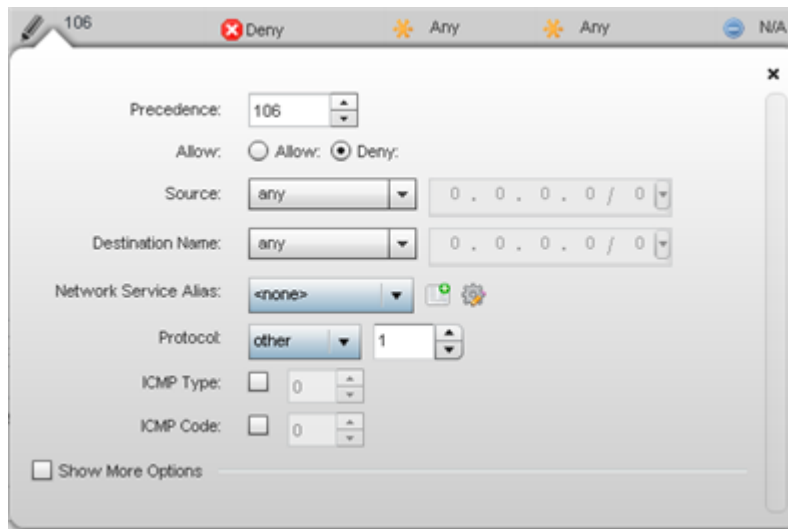 106 Deny Any Any N/A
Precedence: 106
Allow: Allow: Deny:
Source: any 0 . 0 . 0 . 0 / 0
Destination Name: any 0 . 0 . 0 . 0 / 0
Network Service Alias: <none>
Protocol: other 1
ICMP Type: 0
ICMP Code: 0
Show More Options